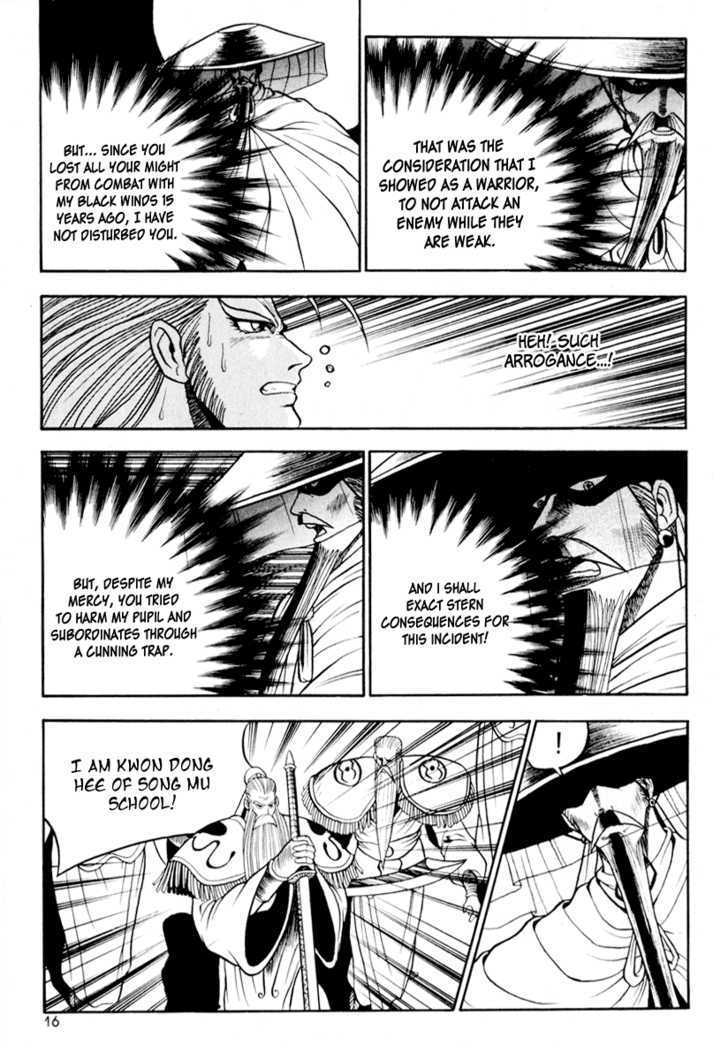 BUT... SINCE YOU
LOST ALL YOUR MIGHT
FROM COMBAT WITH
MY BLACK WINDS 15
YEARS AGO, I HAVE
NOT DISTURBED YOU.
THAT WAS THE
CONSIDERATION THAT I
SHOWED AS A WARRIOR,
TO NOT ATTACK AN
ENEMY WHILE THEY
ARE WEAK.
HEH! SUCH
ARROGANCE...!
BUT, DESPITE MY
MERCY, YOU TRIED
TO HARM MY PUPIL AND
SUBORDINATES THROUGH
A CUNNING TRAP.
AND I SHALL
EXACT STERN
CONSEQUENCES FOR
THIS INCIDENT!
I AM KWON DONG
HEE OF SONG MU
SCHOOL!
!
16